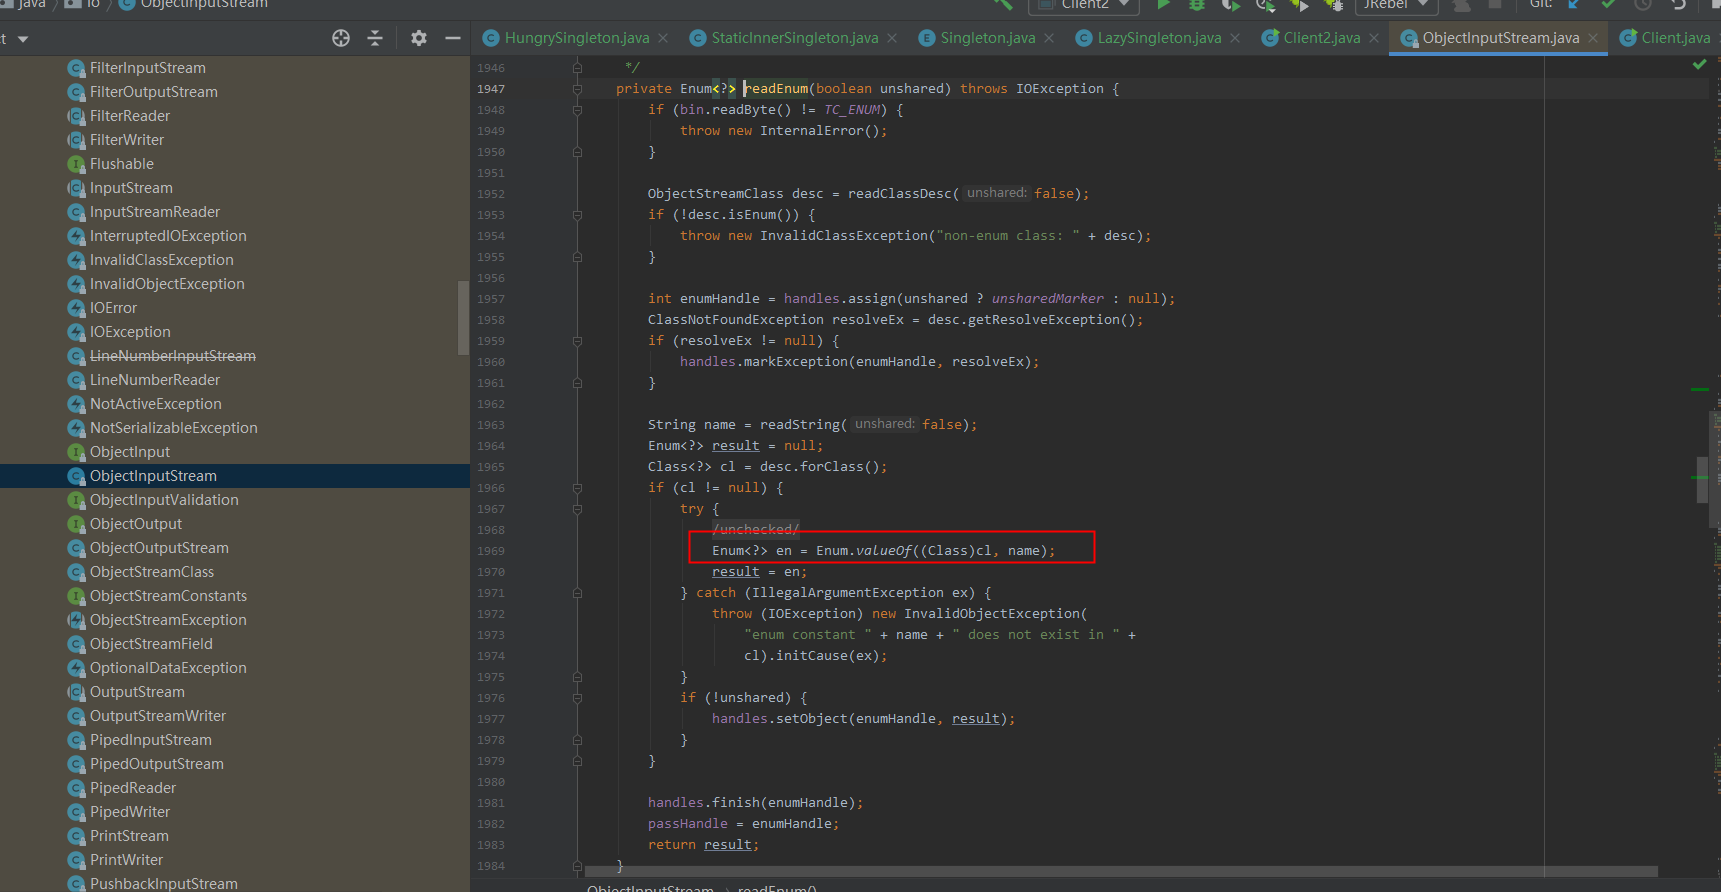 java
io
ObjectInputStream
Client2
JRebel
Git:
t
HungrySingleton.java
StaticInnerSingleton.java
Singleton.java
LazySingleton.java
Client2.java
ObjectInputStream.java
Client.java
FilterInputStream
FilterOutputStream
FilterReader
FilterWriter
Flushable
InputStream
InputStreamReader
InterruptedIOException
InvalidClassException
InvalidObjectException
IOError
IOException
LineNumberInputStream
LineNumberReader
NotActiveException
NotSerializableException
ObjectInput
ObjectInputStream
ObjectInputValidation
ObjectOutput
ObjectOutputStream
ObjectStreamClass
ObjectStreamConstants
ObjectStreamException
ObjectStreamField
OptionalDataException
OutputStream
OutputStreamWriter
PipedInputStream
PipedOutputStream
PipedReader
PipedWriter
PrintStream
PrintWriter
PushbackInputStream
1946 */
1947 private Enum<?> readEnum(boolean unshared) throws IOException {
1948 if (bin.readByte() != TC_ENUM) {
1949 throw new InternalError();
1950 }
1951
1952 ObjectStreamClass desc = readClassDesc( unshared: false);
1953 if (!desc.isEnum()) {
1954 throw new InvalidClassException("non-enum class: " + desc);
1955 }
1956
1957 int enumHandle = handles.assign(unshared ? unsharedMarker : null);
1958 ClassNotFoundException resolveEx = desc.getResolveException();
1959 if (resolveEx != null) {
1960 handles.markException(enumHandle, resolveEx);
1961 }
1962
1963 String name = readString( unshared: false);
1964 Enum<?> result = null;
1965 Class<?> cl = desc.forClass();
1966 if (cl != null) {
1967 try {
1968 /unchecked/
1969 Enum<?> en = Enum.valueOf((Class)cl, name);
1970 result = en;
1971 } catch (IllegalArgumentException ex) {
1972 throw (IOException) new InvalidObjectException(
1973 "enum constant " + name + " does not exist in " +
1974 cl).initCause(ex);
1975 }
1976 if (!unshared) {
1977 handles.setObject(enumHandle, result);
1978 }
1979 }
1980
1981 handles.finish(enumHandle);
1982 passHandle = enumHandle;
1983 return result;
1984 }
ObjectInputStream
readEnum()